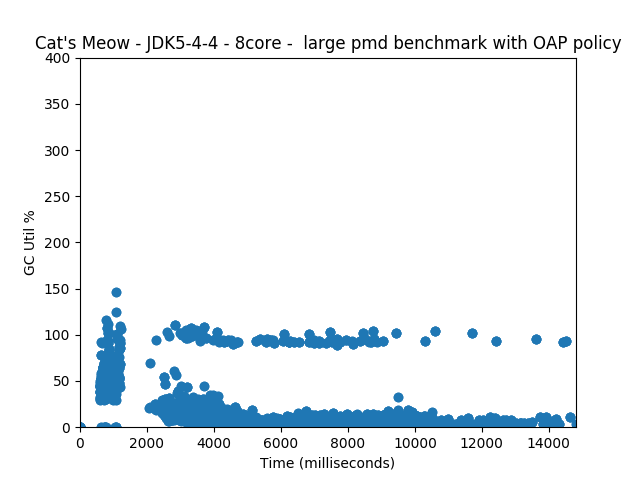 Cat's Meow - JDK5-4-4 - 8core -  large pmd benchmark with OAP policy
400
350
300
250
200
150
100
50
0
GC Util %
0 2000 4000 6000 8000 10000 12000 14000
Time (milliseconds)